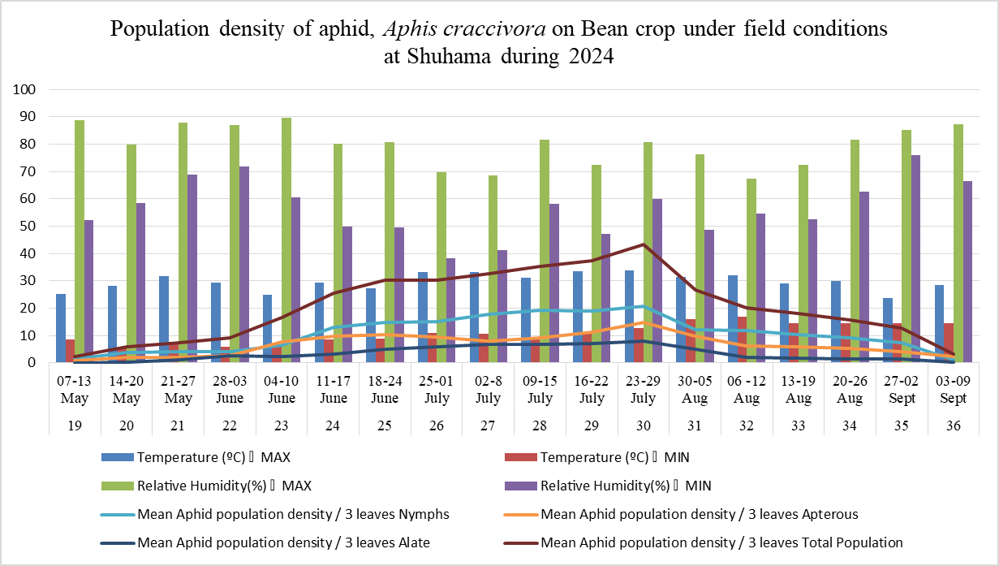 Population density of aphid, Aphis craccivora on Bean crop under field conditions
at Shuhama during 2024
100
90
80
70
60
50
40
30
20
10
0
07-13 14-20 21-27 28-03 04-10 11-17 18-24 25-01 02-8 09-15 16-22 23-29 30-05 06 -12 13-19 20-26 27-02 03-09
May May May June June June June July July July July July Aug Aug Aug Aug Sept Sept
19 20 21 22 23 24 25 26 27 28 29 30 31 32 33 34 35 36
Temperature (ºC) MAX Temperature (ºC) MIN
Relative Humidity(%) MAX Relative Humidity(%) MIN
Mean Aphid population density / 3 leaves Nymphs Mean Aphid population density / 3 leaves Apterous
Mean Aphid population density / 3 leaves Alate Mean Aphid population density / 3 leaves Total Population